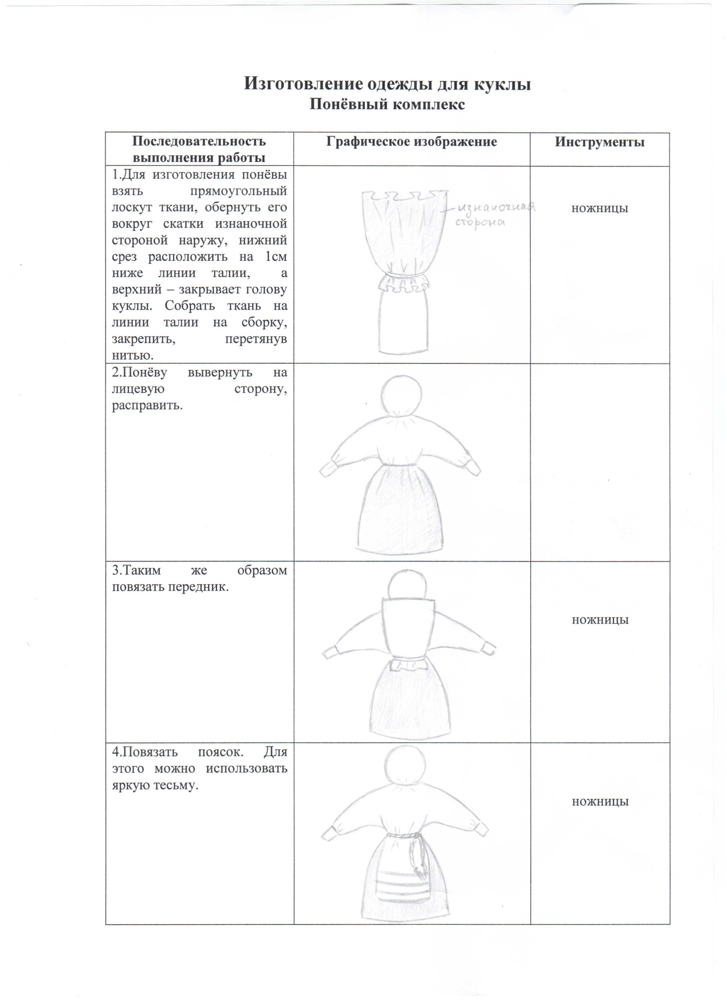 Изготовление одежды для куклы
Понёвный комплекс
Последовательность
выполнения работы
Графическое изображение
Инструменты
1.Для изготовления понёвы
взять прямоугольный
лоскут ткани, обернуть его
вокруг скатки изнаночной
стороной наружу, нижний
срез расположить на 1см
ниже линии талии, а
верхний – закрывает голову
куклы. Собрать ткань на
линии талии на сборку,
закрепить, перетянув
нитью.
изнаночная
сторона
ножницы
2.Понёву вывернуть на
лицевую сторону,
расправить.
3.Таким же образом
повязать передник.
ножницы
4.Повязать поясок. Для
этого можно использовать
яркую тесьму.
ножницы